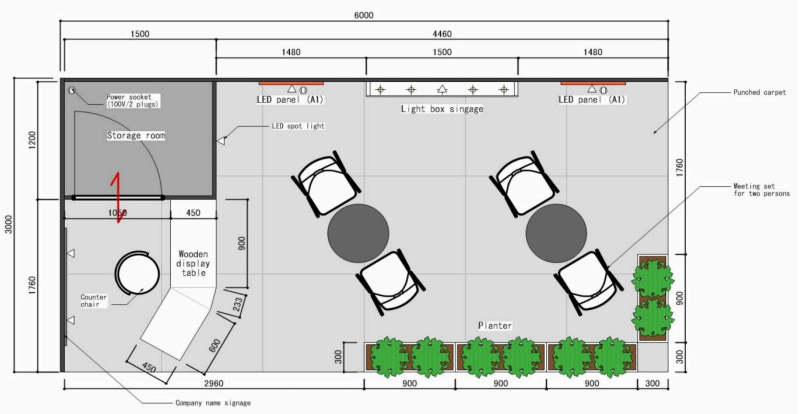 6000
1500
4460
1480
1500
1480
Power socket
(100V/2 plugs)
LED panel (A1)
Light box singage
LED panel (A1)
Punched carpet
LED spot light
Storage room
1200
1760
3000
1
1050
450
Meeting set
for two persons
Wooden
display
table
900
1760
Counter
chair
233
900
600
Planter
450
300
300
2960
900
900
900
300
Company name signage